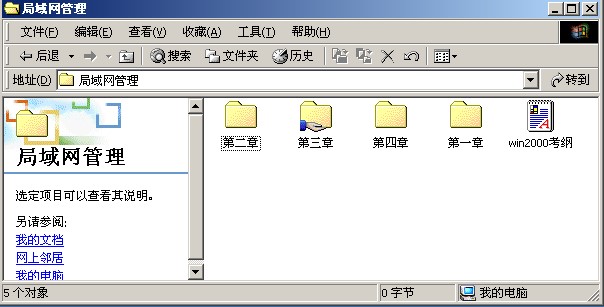 局域网管理
文件(F) 编辑(E) 查看(V) 收藏(A) 工具(T) 帮助(H)
后退 搜索 文件夹 历史
地址(D) 局域网管理 转到
局域网管理
选定项目可以查看其说明。
另请参阅:
我的文档
网上邻居
我的电脑
第二章 第三章 第四章 第一章 win2000考纲
5 个对象 0 字节 我的电脑